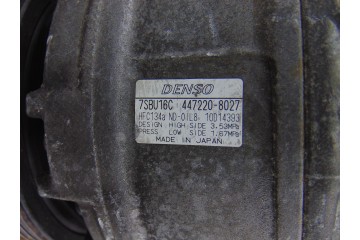 DENSO
7SBU16C 447220-8027
HFC134a ND-OIL8, 10D14393
DESIGN HIGH SIDE 3.53MPa
PRESS LOW SIDE 1.67MPa
MADE IN JAPAN